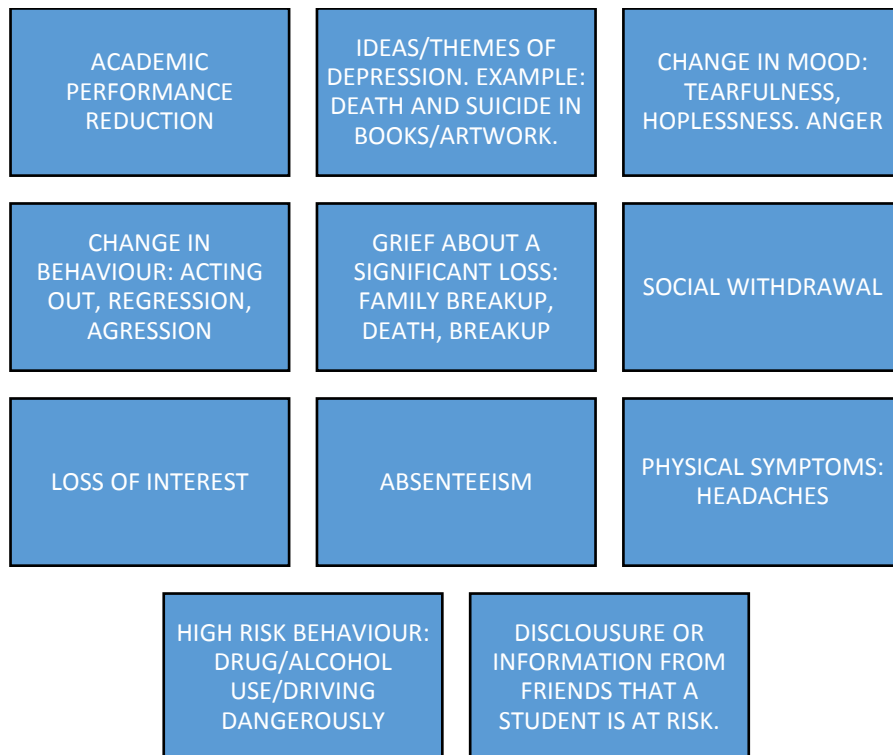 ACADEMIC
PERFORMANCE
REDUCTION
IDEAS/THEMES OF
DEPRESSION. EXAMPLE:
DEATH AND SUICIDE IN
BOOKS/ARTWORK.
CHANGE IN MOOD:
TEARFULNESS,
HOPLESSNESS. ANGER
CHANGE IN
BEHAVIOUR: ACTING
OUT, REGRESSION,
AGRESSION
GRIEF ABOUT A
SIGNIFICANT LOSS:
FAMILY BREAKUP,
DEATH, BREAKUP
SOCIAL WITHDRAWAL
LOSS OF INTEREST
ABSENTEEISM
PHYSICAL SYMPTOMS:
HEADACHES
HIGH RISK BEHAVIOUR:
DRUG/ALCOHOL
USE/DRIVING
DANGEROUSLY
DISCLOUSURE OR
INFORMATION FROM
FRIENDS THAT A
STUDENT IS AT RISK.